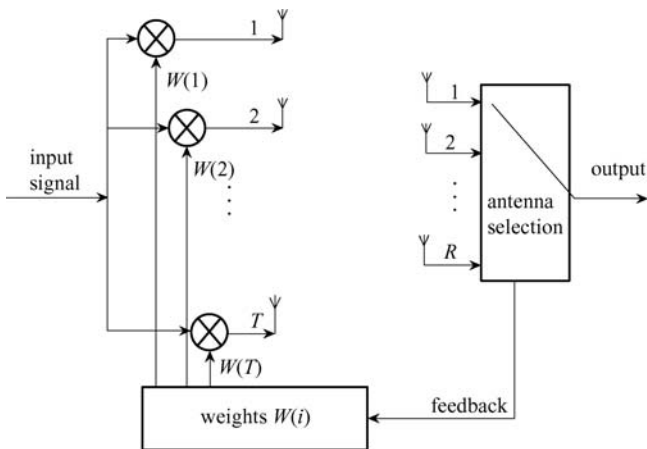 1
W(1)
2
W(2)
input
signal
T
W(T)
weights W(i)
feedback
1
2
R
antenna
selection
output